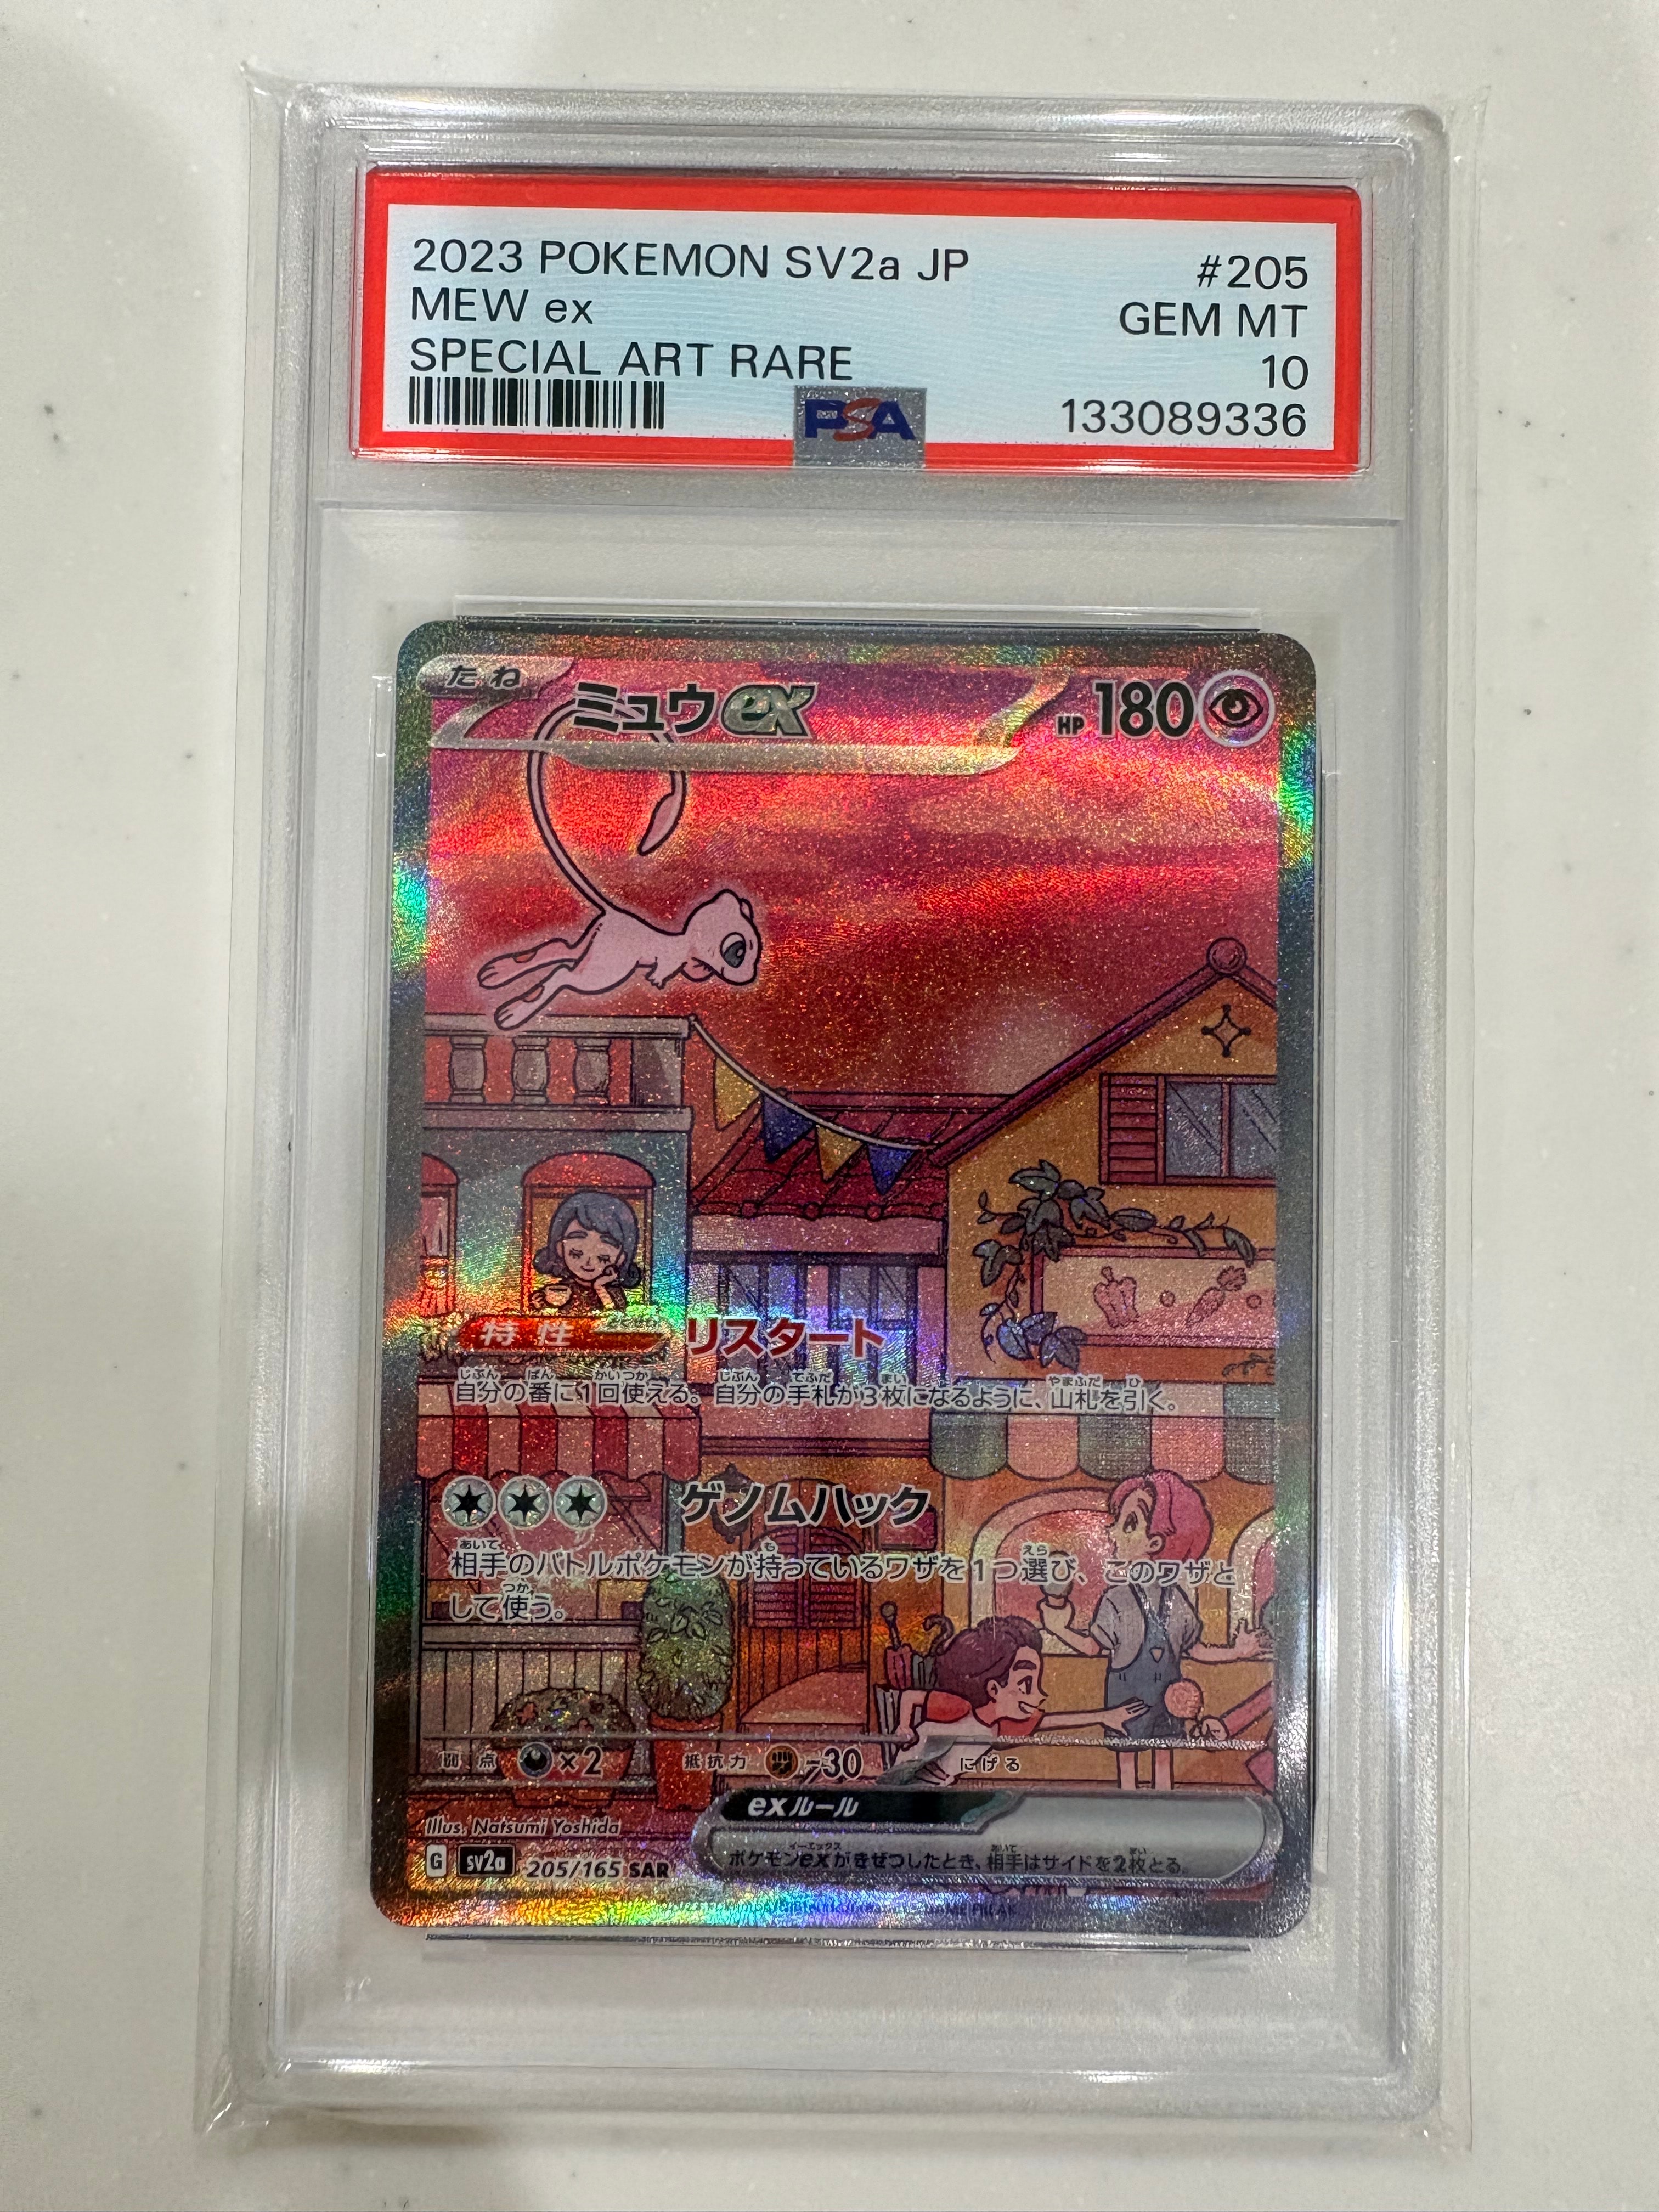 2023 POKEMON SV2a JP #205
MEW ex GEM MT
SPECIAL ART RARE 10
PSA 133089336
たね ミュウex HP 180
特性 リスタート
自分の番に1回使える。自分の手札が3枚になるように、山札を引く。
ゲノムハック
相手のバトルポケモンが持っているワザを1つ選び、このワザと
して使う。
弱点 ×2 抵抗力 -30 にげる
exルール
ポケモンexがきぜつしたとき、相手はサイドを2枚とる。
Illus. Natsumi Yoshida
G sv2a 205/165 SAR